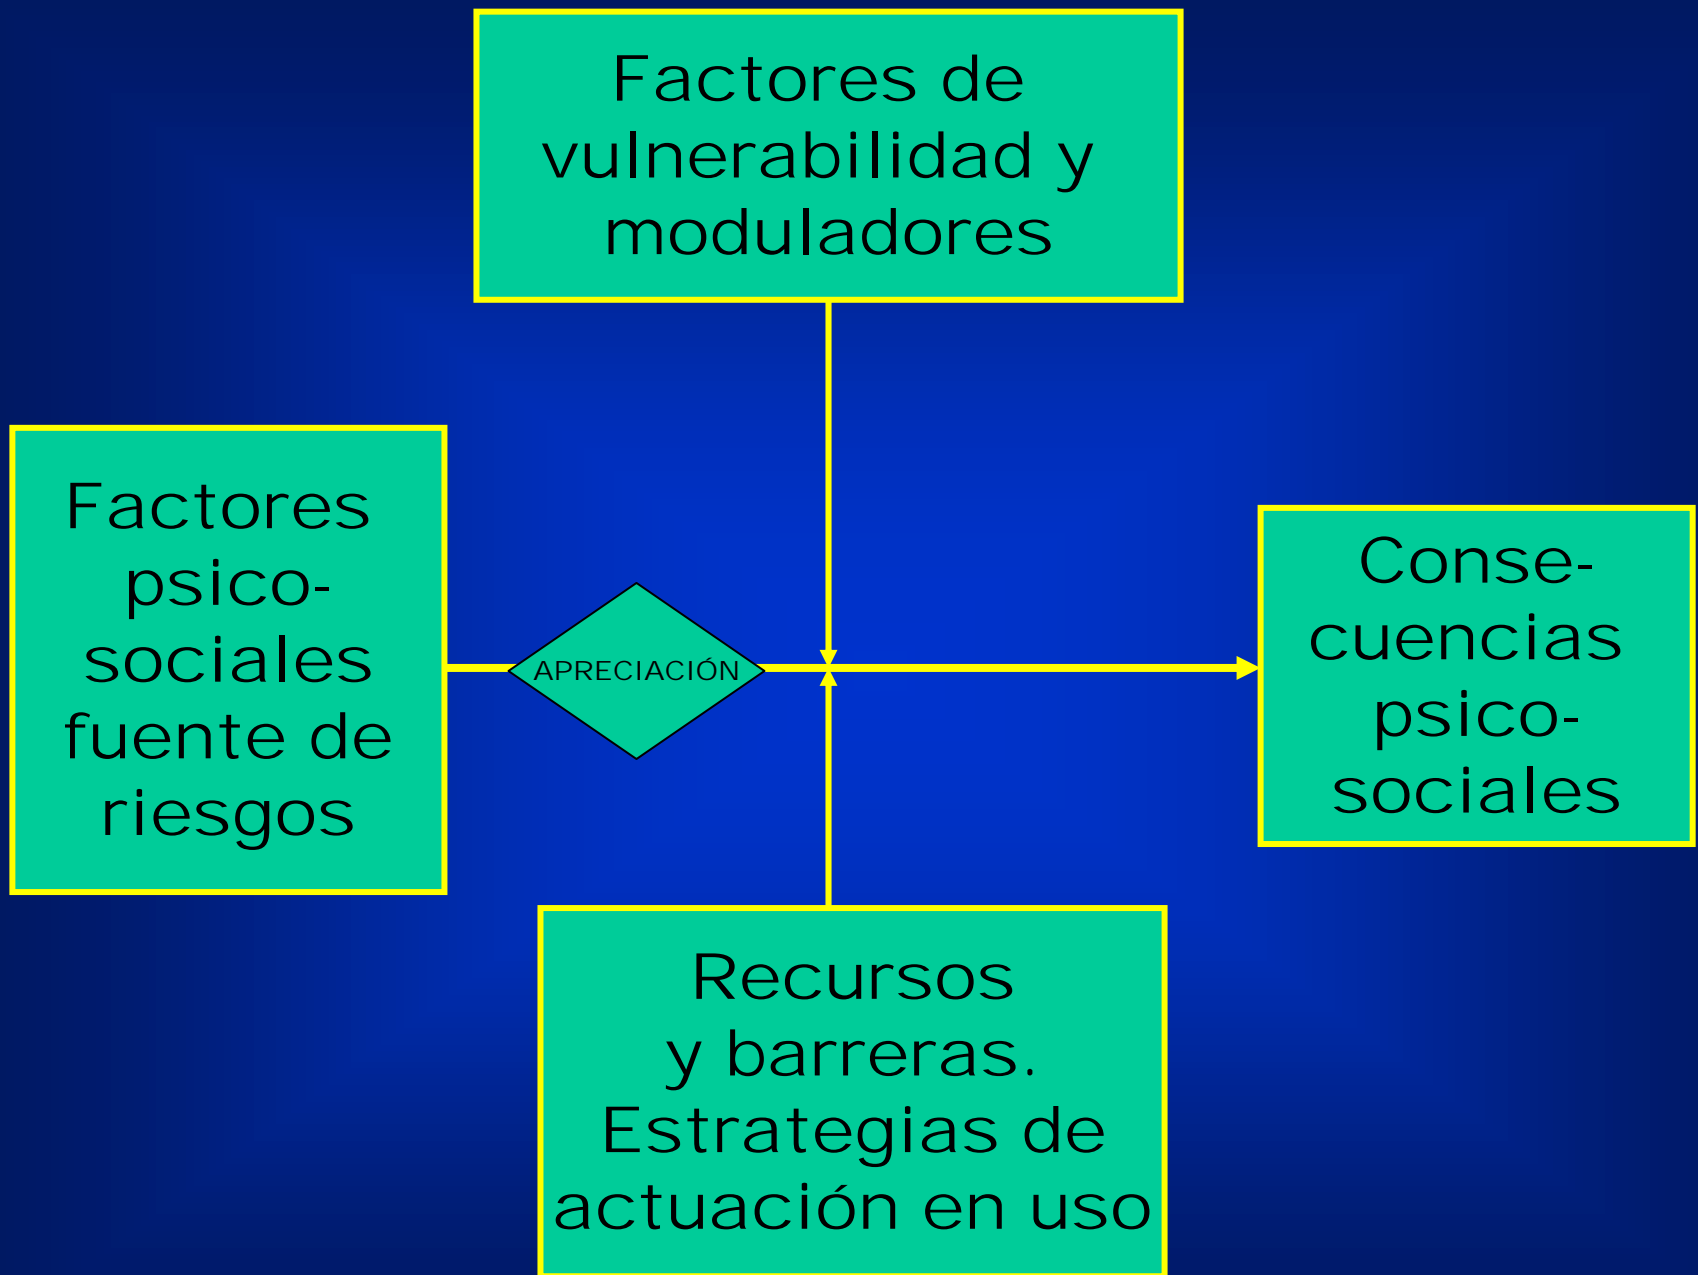 Factores de
vulnerabilidad y
moduladores
Factores
psico-
sociales
fuente de
riesgos
APRECIACIÓN
Conse-
cuencias
psico-
sociales
Recursos
y barreras.
Estrategias de
actuación en uso